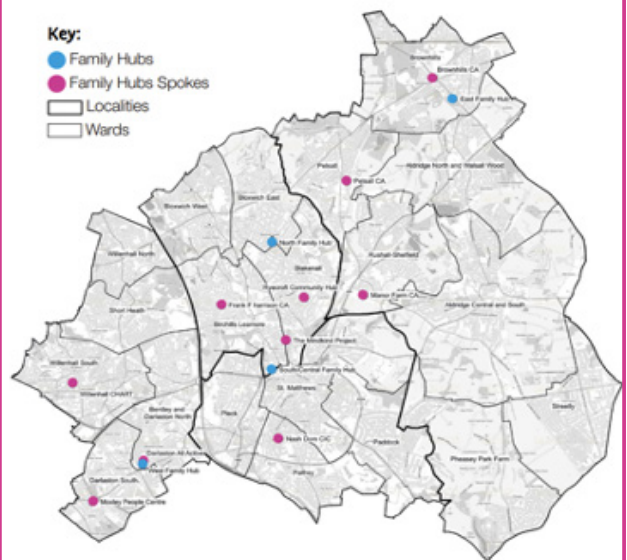 Key:
Family Hubs
Family Hubs Spokes
Localities
Wards
Brownhills
Brownhills CA
East Family Hub
Pelsall
Aldridge North and Walsall Wood
Pelsall CA
Bloxwich East
Bloxwich West
North Family Hub
Willenhall North
Rushall-Shelfield
Blakenall
Ryecroft Community Hub
Manor Farm CA
Frank F Harrison CA
Aldridge Central and South
Short Heath
Birchills Leamore
The Mindkind Project
Willenhall South
South/Central Family Hub
Willenhall CHART
St. Matthews
Bentley and
Darlaston North
Pleck
Streetly
Nash Dom CIC
Paddock
Darlaston All Active
Pheasey Park Farm
West Family Hub
Palfrey
Darlaston South
Moxley People Centre